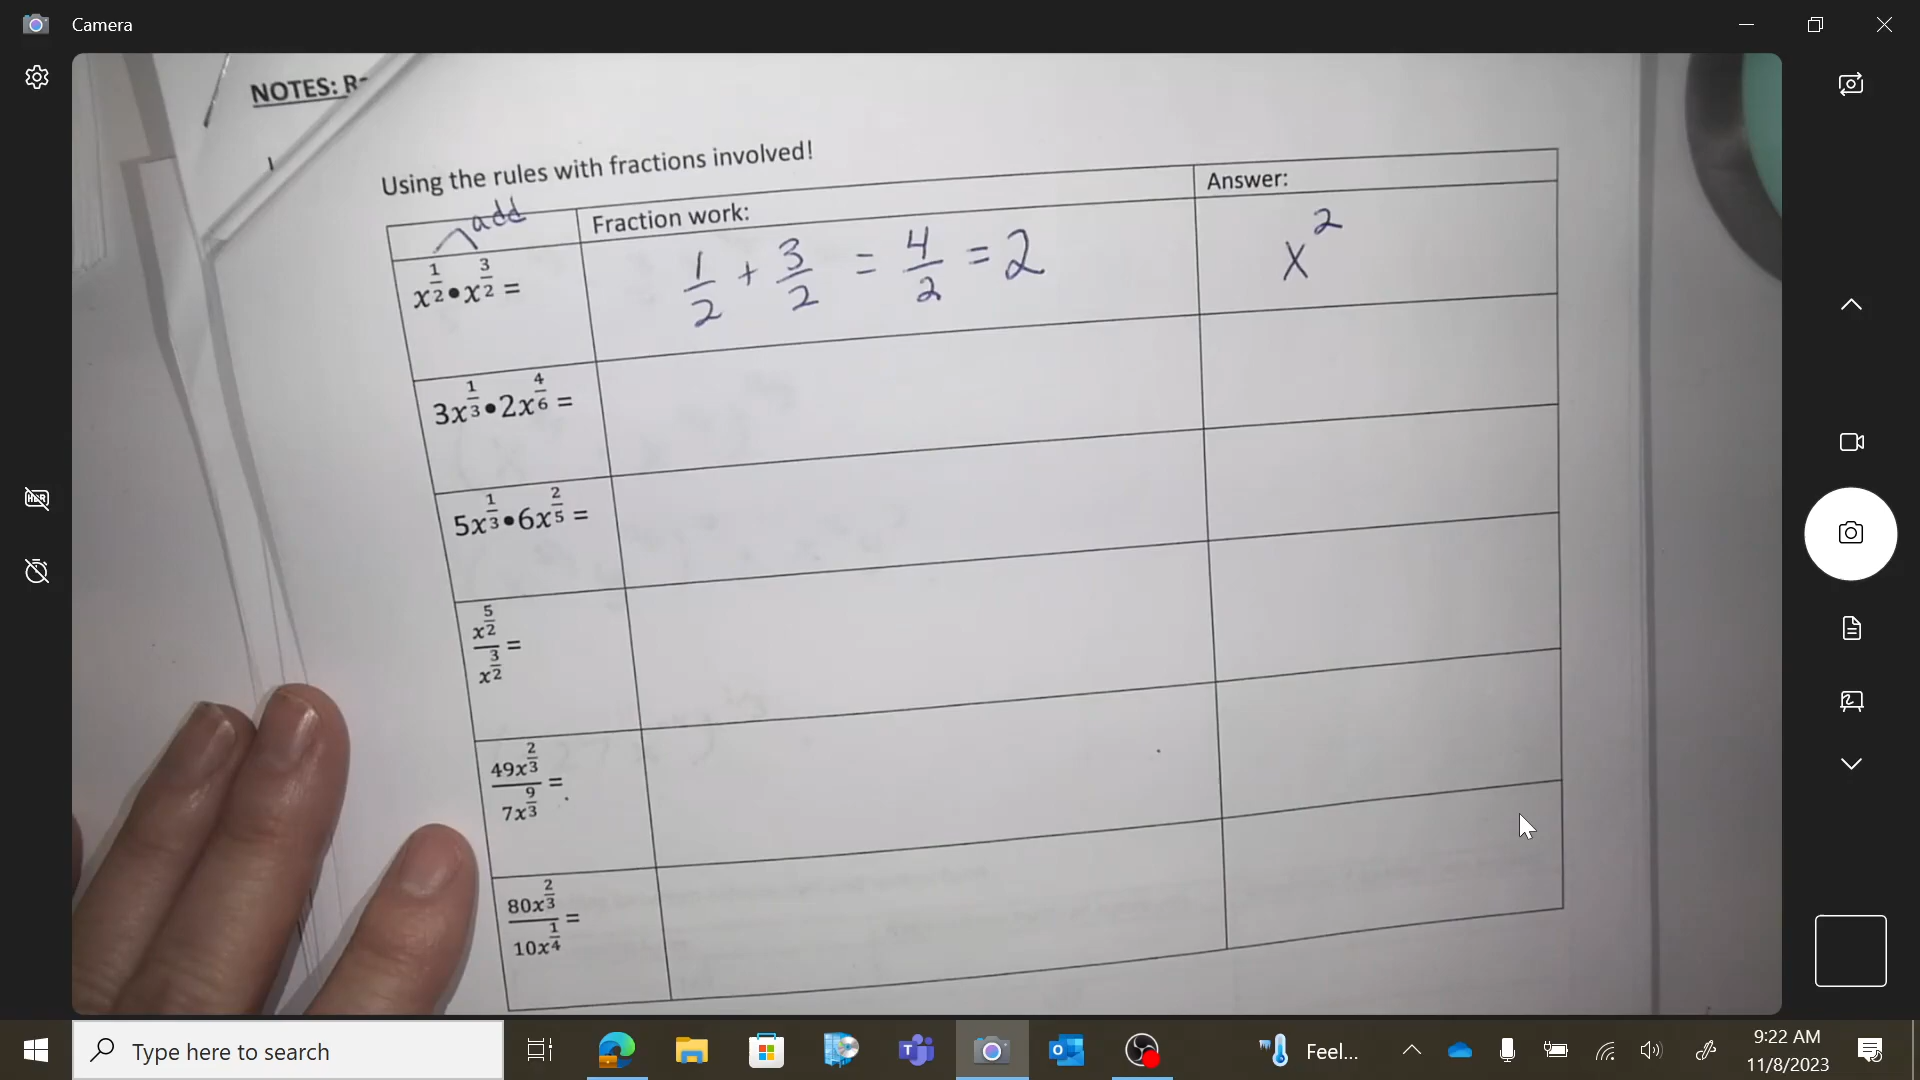 Camera
NOTES: R
Using the rules with fractions involved!
add
Fraction work:
Answer:
x^{1/2}•x^{3/2} =
1/2 + 3/2 = 4/2 = 2
x^2
3x^{1/3}•2x^{4/6} =
5x^{1/3}•6x^{2/5} =
x^{5/2}/x^{3/2} =
49x^{2/3}/7x^{9/3} =
80x^{2/3}/10x^{1/4} =
Type here to search
Feel...
9:22 AM
11/8/2023